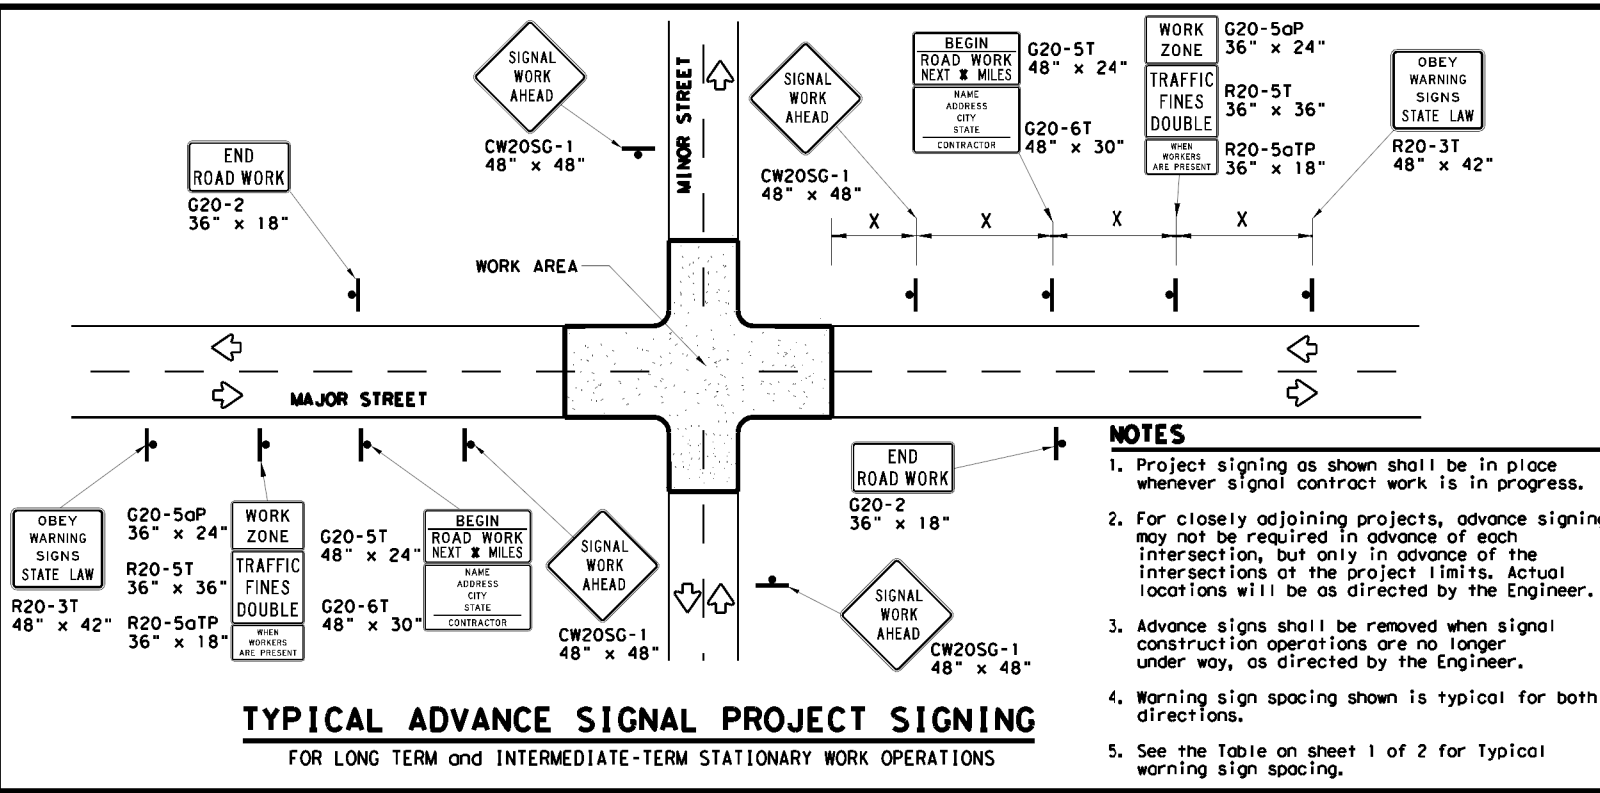 SIGNAL
WORK
AHEAD
CW20SG-1
48" x 48"
END
ROAD WORK
G20-2
36" x 18"
MINOR STREET
SIGNAL
WORK
AHEAD
CW20SG-1
48" x 48"
BEGIN
ROAD WORK
NEXT X MILES
NAME
ADDRESS
CITY
STATE
CONTRACTOR
G20-5T
48" x 24"
G20-6T
48" x 30"
WORK
ZONE
TRAFFIC
FINES
DOUBLE
WHEN
WORKERS
ARE PRESENT
G20-5aP
36" x 24"
R20-5T
36" x 36"
R20-5aTP
36" x 18"
OBEY
WARNING
SIGNS
STATE LAW
R20-3T
48" x 42"
X X X X
WORK AREA
MAJOR STREET
OBEY
WARNING
SIGNS
STATE LAW
R20-3T
48" x 42"
G20-5aP
36" x 24"
R20-5T
36" x 36"
R20-5aTP
36" x 18"
WORK
ZONE
TRAFFIC
FINES
DOUBLE
WHEN
WORKERS
ARE PRESENT
G20-5T
48" x 24"
G20-6T
48" x 30"
BEGIN
ROAD WORK
NEXT X MILES
NAME
ADDRESS
CITY
STATE
CONTRACTOR
SIGNAL
WORK
AHEAD
CW20SG-1
48" x 48"
END
ROAD WORK
G20-2
36" x 18"
SIGNAL
WORK
AHEAD
CW20SG-1
48" x 48"
NOTES
1. Project signing as shown shall be in place
whenever signal contract work is in progress.
2. For closely adjoining projects, advance signing
may not be required in advance of each
intersection, but only in advance of the
intersections at the project limits. Actual
locations will be as directed by the Engineer.
3. Advance signs shall be removed when signal
construction operations are no longer
under way, as directed by the Engineer.
4. Warning sign spacing shown is typical for both
directions.
5. See the Table on sheet 1 of 2 for Typical
warning sign spacing.
TYPICAL ADVANCE SIGNAL PROJECT SIGNING
FOR LONG TERM and INTERMEDIATE-TERM STATIONARY WORK OPERATIONS